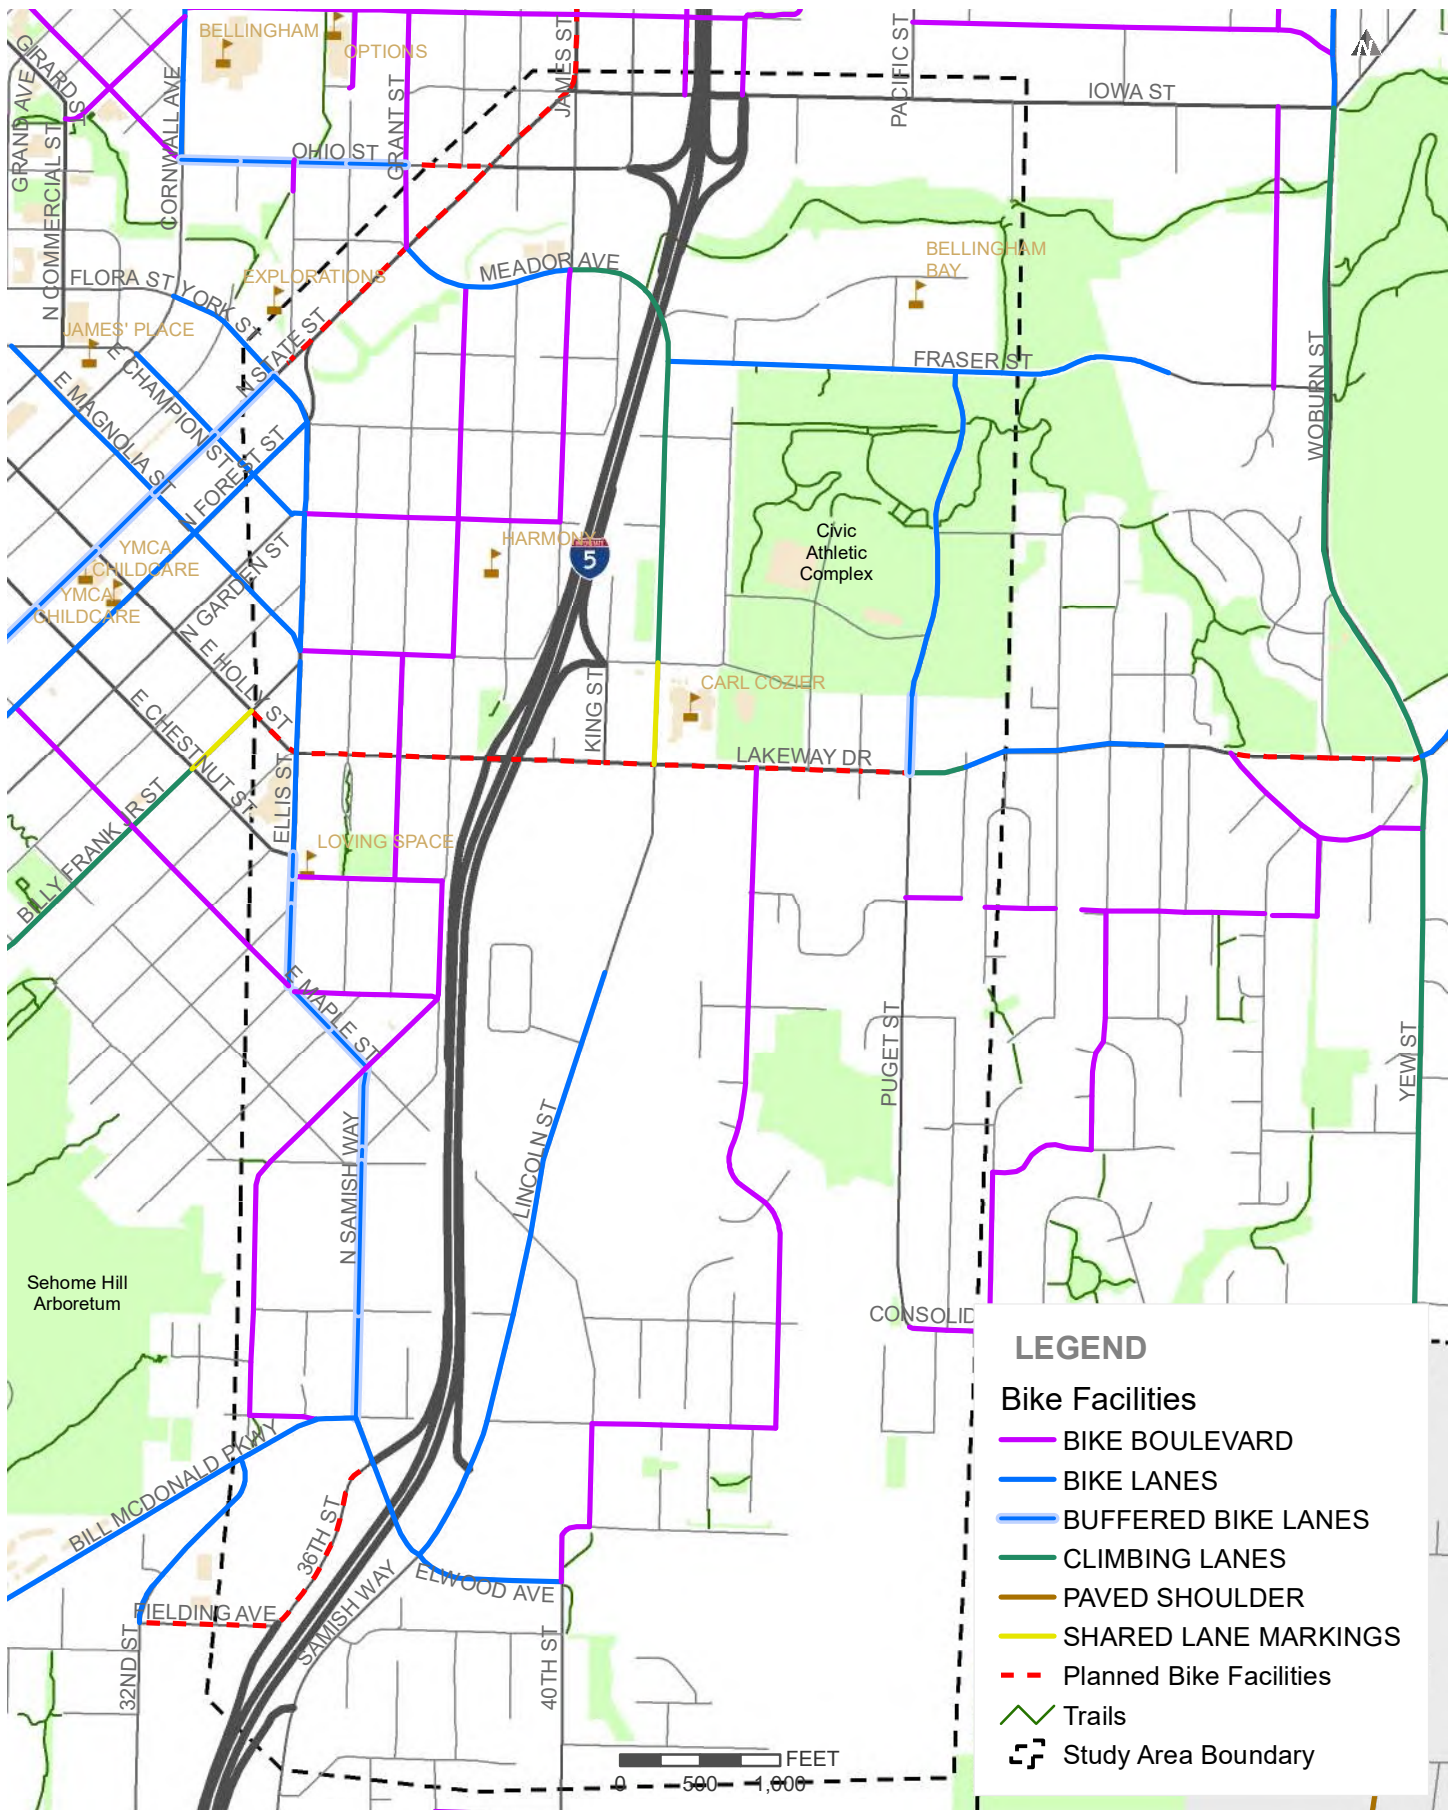 BELLINGHAM
OPTIONS
JAMES ST
PACIFIC ST
N
IOWA ST
GIRARD ST
GRAND AVE
N COMMERCIAL ST
CORNWALL AVE
OHIO ST
GRANT ST
FLORA ST
YORK ST
EXPLORATIONS
MEADOR AVE
BELLINGHAM
BAY
JAMES' PLACE
N STATE ST
FRASER ST
WOBURN ST
E CHAMPION ST
E MAGNOLIA ST
N FOREST ST
HARMONY
INTERSTATE
5
Civic
Athletic
Complex
YMCA
CHILDCARE
YMCA
CHILDCARE
N GARDEN ST
E HOLLY ST
KING ST
CARL COZIER
E CHESTNUT ST
LAKEWAY DR
ELLIS ST
BILLY FRANK JR ST
LOVING SPACE
E MAPLE ST
PUGET ST
YEW ST
N SAMISH WAY
LINCOLN ST
Sehome Hill
Arboretum
CONSOLID
BILL MCDONALD PKWY
36TH ST
ELWOOD AVE
FIELDING AVE
SAMISH WAY
32ND ST
40TH ST
FEET
0 500 1,000
LEGEND
Bike Facilities
BIKE BOULEVARD
BIKE LANES
BUFFERED BIKE LANES
CLIMBING LANES
PAVED SHOULDER
SHARED LANE MARKINGS
Planned Bike Facilities
Trails
Study Area Boundary